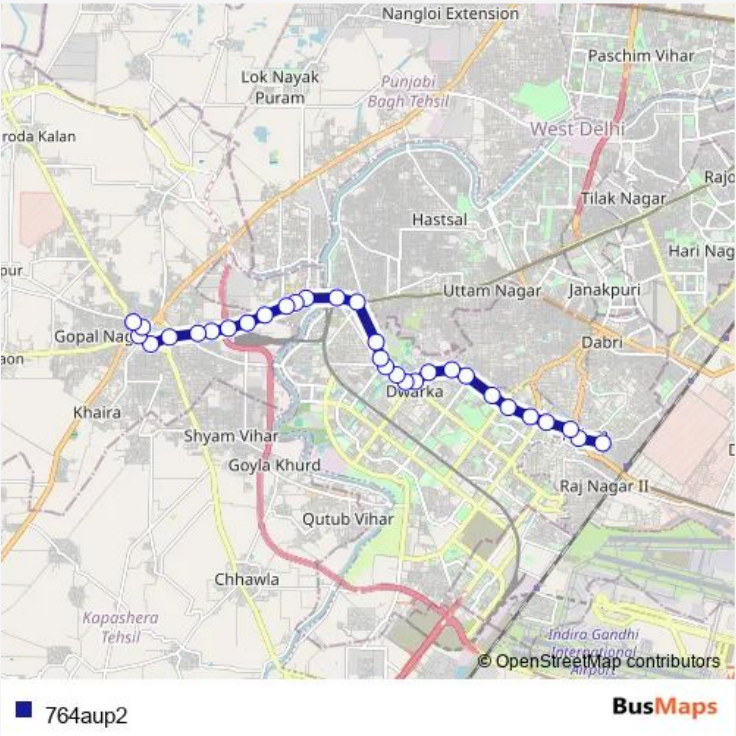 Nangloi Extension
Paschim Vihar
Lok Nayak
Puram
Punjabi
Bagh Tehsil
West Delhi
roda Kalan
Rajo
Tilak Nagar
Hastsal
Hari Nag
pur
Uttam Nagar
Janakpuri
Gopal Nag
Dabri
aon
Dwarka
Khaira
Shyam Vihar
Goyla Khurd
Raj Nagar II
Qutub Vihar
Chhawla
Kapashera
Tehsil
Indira Gandhi
International
Airport
© OpenStreetMap contributors
764aup2
BusMaps